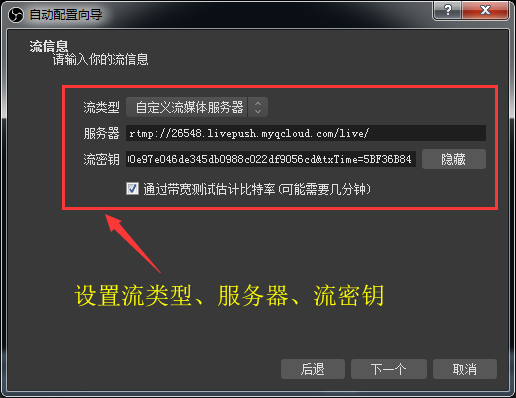 自动配置向导
流信息
请输入你的流信息
流类型 自定义流媒体服务器
服务器 rtmp://26548.livepush.myqcloud.com/live/
流密钥 0e97e046de345db0988c022df9056cd&txTime=5BF36B84 隐藏
通过带宽测试估计比特率(可能需要几分钟)
设置流类型、服务器、流密钥
后退 下一个 取消